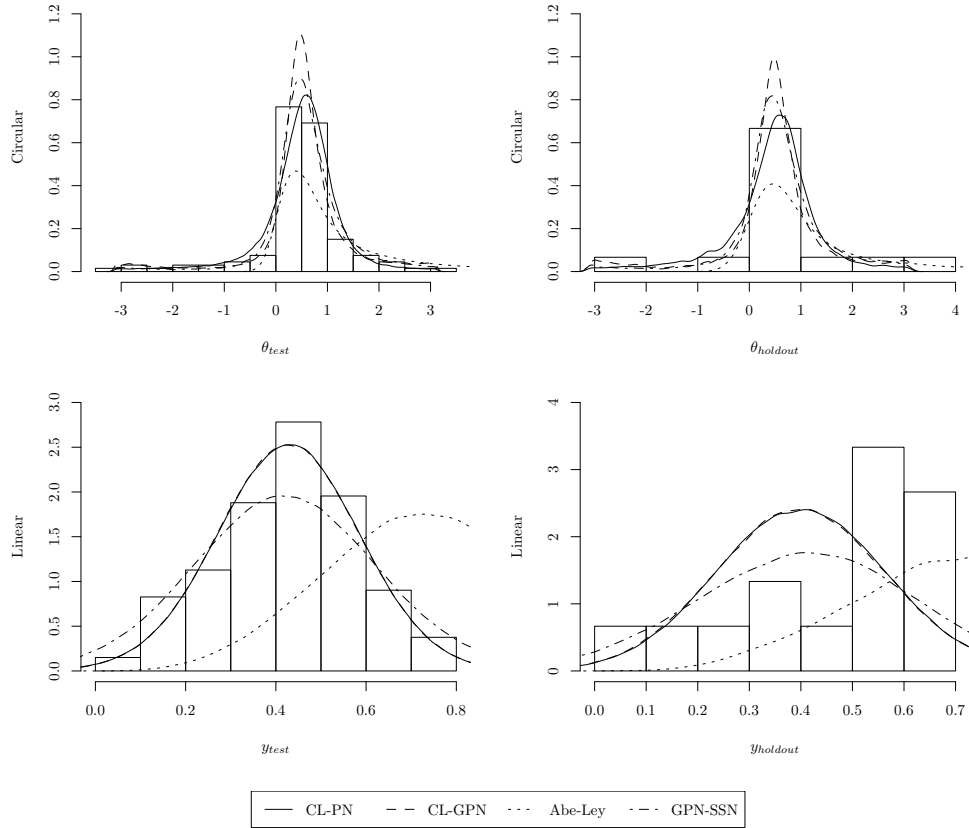 Circular
0.0 0.2 0.4 0.6 0.8 1.0 1.2
-3 -2 -1 0 1 2 3
θtest
Circular
0.0 0.2 0.4 0.6 0.8 1.0 1.2
-3 -2 -1 0 1 2 3 4
θholdout
Linear
0.0 0.5 1.0 1.5 2.0 2.5 3.0
0.0 0.2 0.4 0.6 0.8
ytest
Linear
0 1 2 3 4
0.0 0.1 0.2 0.3 0.4 0.5 0.6 0.7
yholdout
CL-PN CL-GPN Abe-Ley GPN-SSN